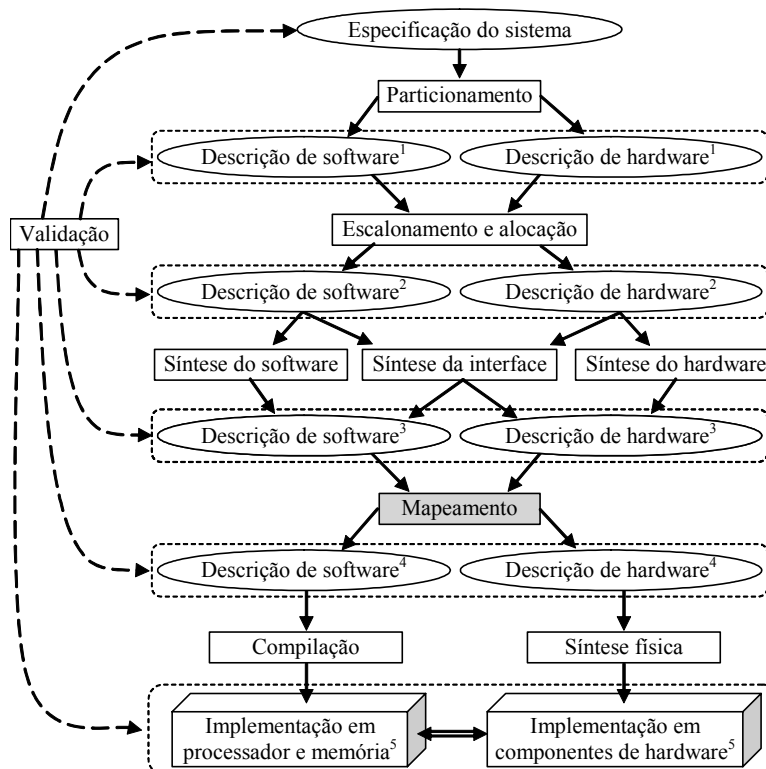 Especificação do sistema
Particionamento
Descrição de software¹
Descrição de hardware¹
Validação
Escalonamento e alocação
Descrição de software²
Descrição de hardware²
Síntese do software
Síntese da interface
Síntese do hardware
Descrição de software³
Descrição de hardware³
Mapeamento
Descrição de software⁴
Descrição de hardware⁴
Compilação
Síntese física
Implementação em
processador e memória⁵
Implementação em
componentes de hardware⁵